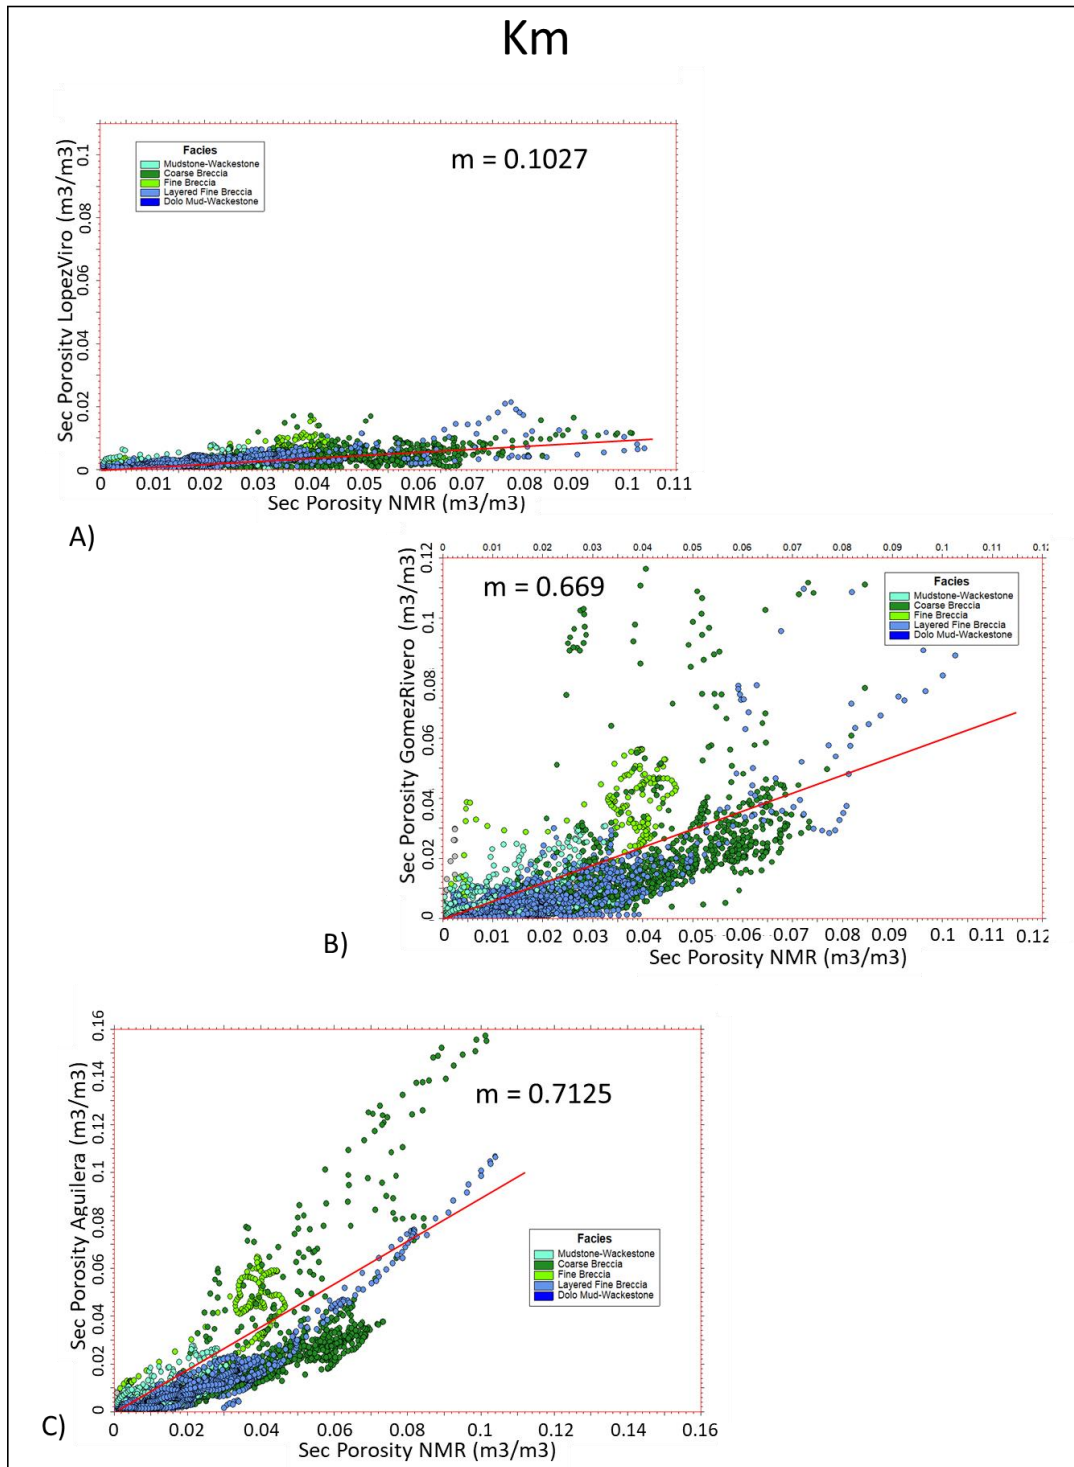 Km
m = 0.1027
Facies
Mudstone-Wackestone
Coarse Breccia
Fine Breccia
Layered Fine Breccia
Dolo Mud-Wackestone
Sec Porosity LopezViro (m3/m3)
0.1
0.08
0.06
0.04
0.02
0
0 0.01 0.02 0.03 0.04 0.05 0.06 0.07 0.08 0.09 0.1 0.11
Sec Porosity NMR (m3/m3)
A)
0 0.01 0.02 0.03 0.04 0.05 0.06 0.07 0.08 0.09 0.1 0.11
m = 0.669
Facies
Mudstone-Wackestone
Coarse Breccia
Fine Breccia
Layered Fine Breccia
Dolo Mud-Wackestone
Sec Porosity GomezRivero (m3/m3)
0.12
0.1
0.08
0.06
0.04
0.02
0
0 0.01 0.02 0.03 0.04 0.05 0.06 0.07 0.08 0.09 0.1 0.11 0.12
Sec Porosity NMR (m3/m3)
B)
m = 0.7125
Sec Porosity Aguilera (m3/m3)
0.16
0.14
0.12
0.1
0.08
0.06
0.04
0.02
0
Facies
Mudstone-Wackestone
Coarse Breccia
Fine Breccia
Layered Fine Breccia
Dolo Mud-Wackestone
0 0.02 0.04 0.06 0.08 0.1 0.12 0.14 0.16
Sec Porosity NMR (m3/m3)
C)